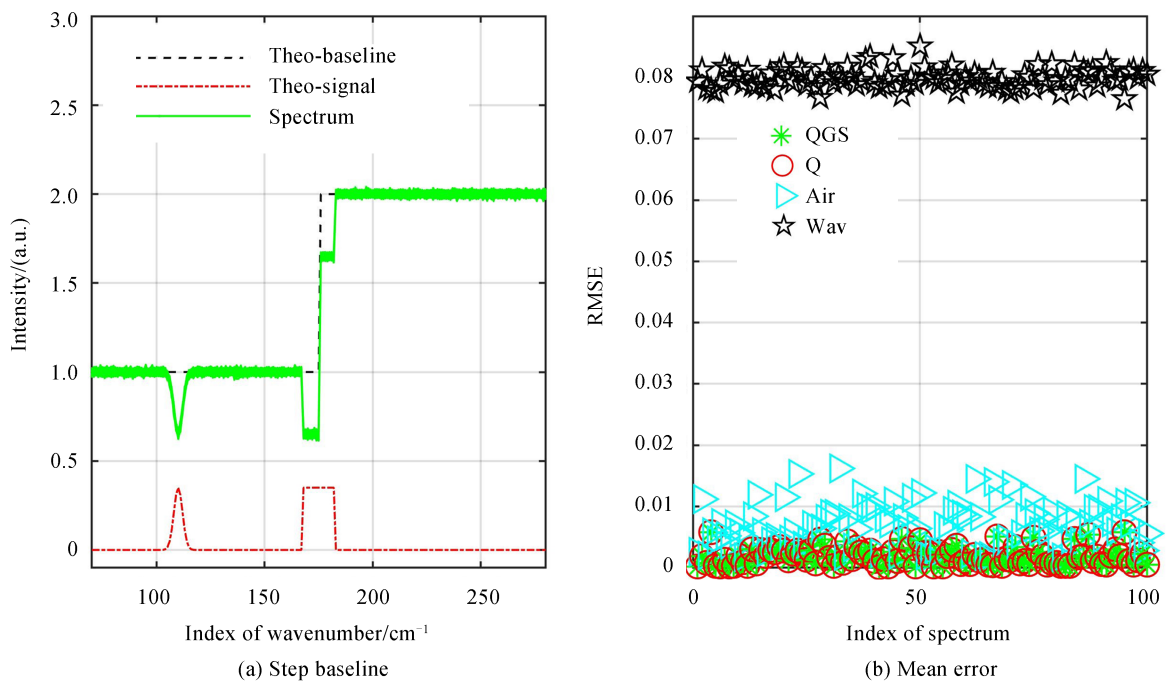 3.0
2.5
2.0
1.5
1.0
0.5
0
Intensity/(a.u.)
Theo-baseline
Theo-signal
Spectrum
100
150
200
250
Index of wavenumber/cm⁻¹
(a) Step baseline
0.08
0.07
0.06
0.05
0.04
0.03
0.02
0.01
0
RMSE
QGS
Q
Air
Wav
0
50
100
Index of spectrum
(b) Mean error